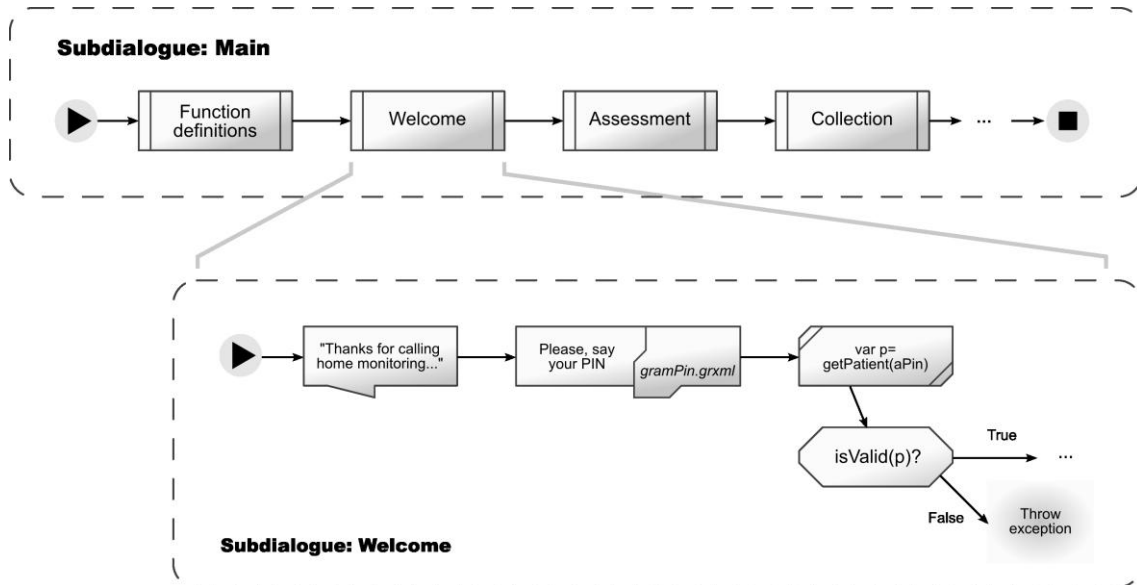 Subdialogue: Main
Function
definitions
Welcome
Assessment
Collection
...
"Thanks for calling
home monitoring..."
Please, say
your PIN
gramPin.grxml
var p=
getPatient(aPin)
isValid(p)?
True
...
False
Throw
exception
Subdialogue: Welcome